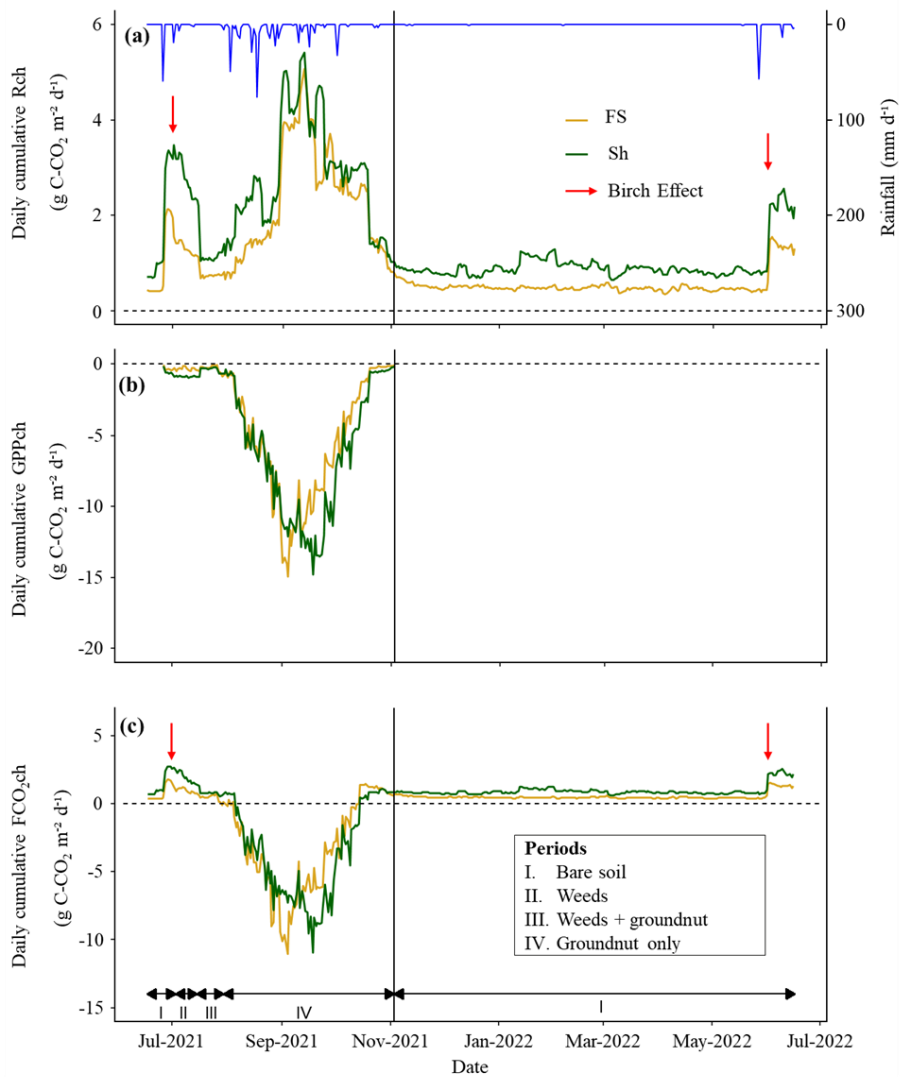 (a)
Daily cumulative Rch
(g C-CO₂ m⁻² d⁻¹)
6
4
2
0
0
100
200
300
Rainfall (mm d⁻¹)
FS
Sh
Birch Effect
(b)
Daily cumulative GPPch
(g C-CO₂ m⁻² d⁻¹)
0
-5
-10
-15
-20
(c)
Daily cumulative FCO₂ch
(g C-CO₂ m⁻² d⁻¹)
5
0
-5
-10
-15
Periods
I. Bare soil
II. Weeds
III. Weeds + groundnut
IV. Groundnut only
I II III IV I
Jul-2021 Sep-2021 Nov-2021 Jan-2022 Mar-2022 May-2022 Jul-2022
Date